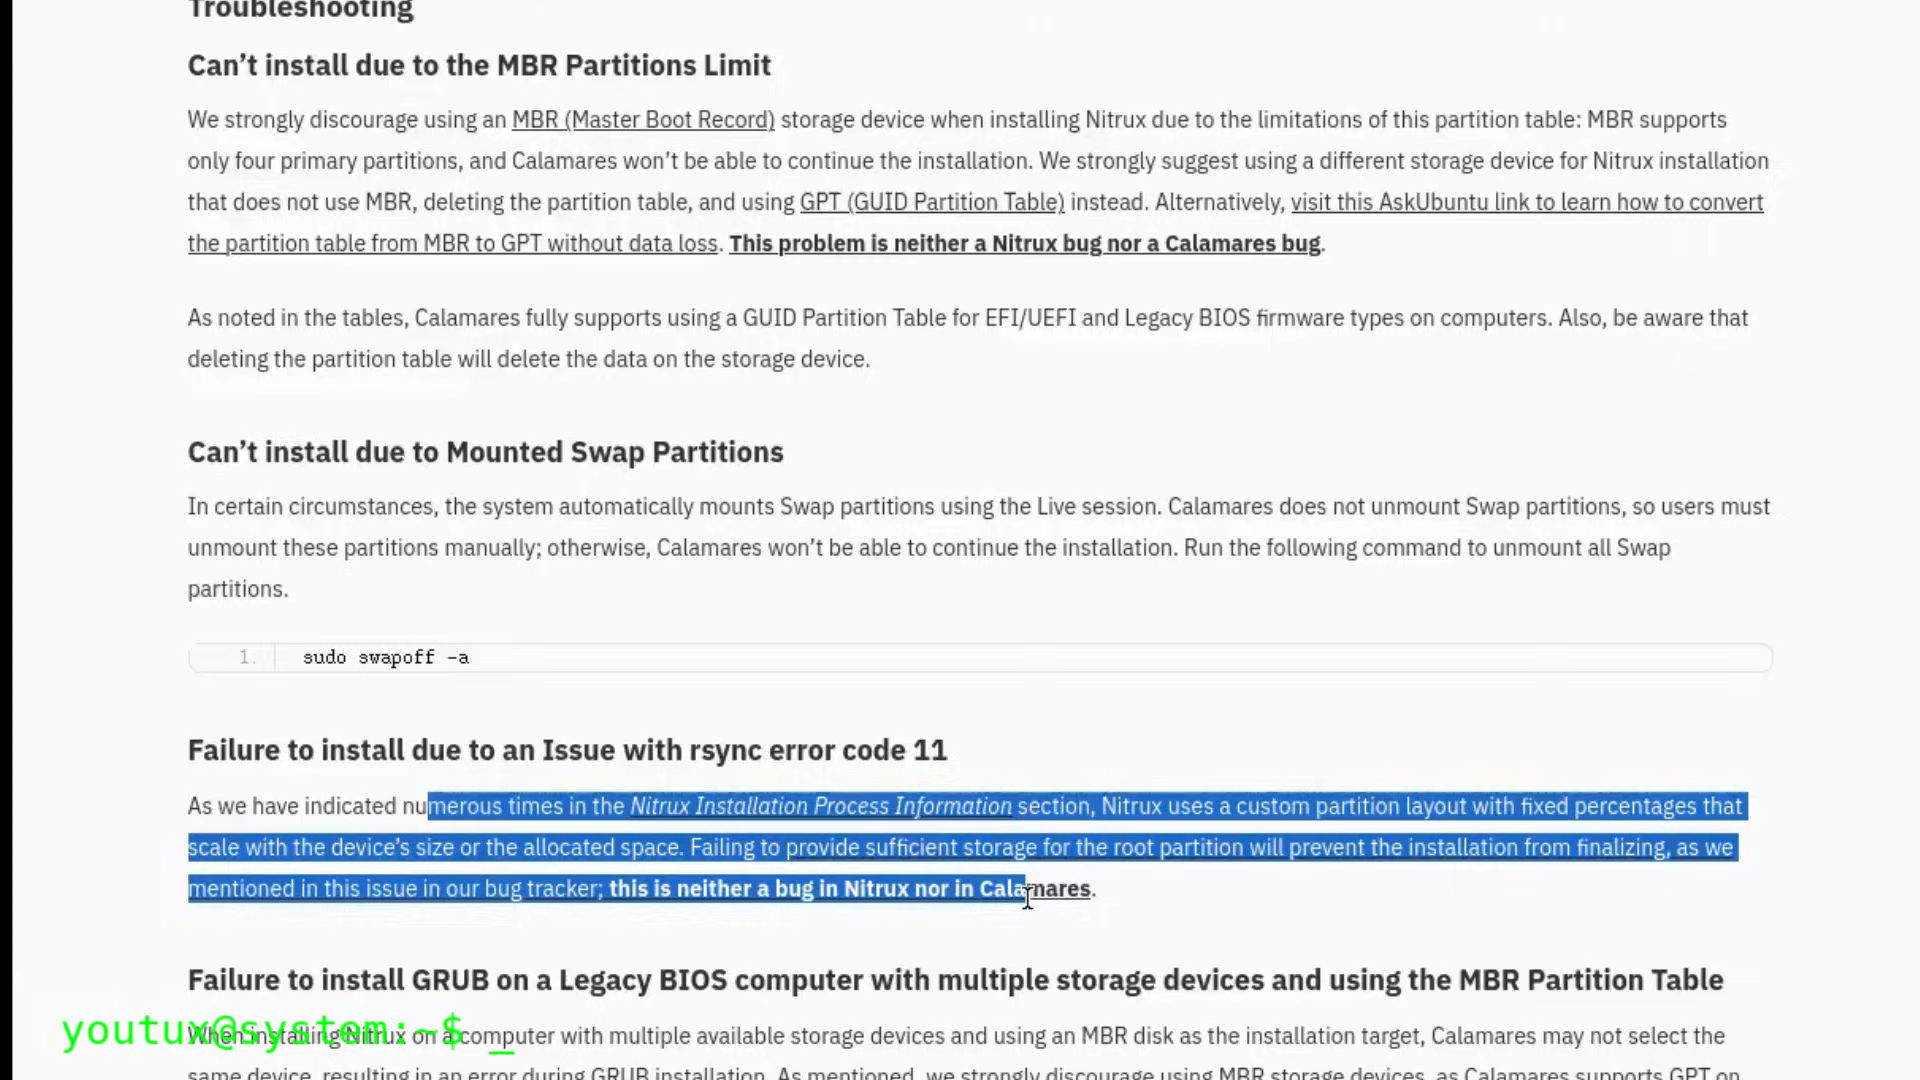 Troubleshooting
Can’t install due to the MBR Partitions Limit
We strongly discourage using an MBR (Master Boot Record) storage device when installing Nitrux due to the limitations of this partition table: MBR supports
only four primary partitions, and Calamares won’t be able to continue the installation. We strongly suggest using a different storage device for Nitrux installation
that does not use MBR, deleting the partition table, and using GPT (GUID Partition Table) instead. Alternatively, visit this AskUbuntu link to learn how to convert
the partition table from MBR to GPT without data loss. This problem is neither a Nitrux bug nor a Calamares bug.
As noted in the tables, Calamares fully supports using a GUID Partition Table for EFI/UEFI and Legacy BIOS firmware types on computers. Also, be aware that
deleting the partition table will delete the data on the storage device.
Can’t install due to Mounted Swap Partitions
In certain circumstances, the system automatically mounts Swap partitions using the Live session. Calamares does not unmount Swap partitions, so users must
unmount these partitions manually; otherwise, Calamares won’t be able to continue the installation. Run the following command to unmount all Swap
partitions.
1. sudo swapoff -a
Failure to install due to an Issue with rsync error code 11
As we have indicated numerous times in the Nitrux Installation Process Information section, Nitrux uses a custom partition layout with fixed percentages that
scale with the device’s size or the allocated space. Failing to provide sufficient storage for the root partition will prevent the installation from finalizing, as we
mentioned in this issue in our bug tracker; this is neither a bug in Nitrux nor in Calamares.
Failure to install GRUB on a Legacy BIOS computer with multiple storage devices and using the MBR Partition Table
youtux@system:~$ _
When installing Nitrux on a computer with multiple available storage devices and using an MBR disk as the installation target, Calamares may not select the
same device, resulting in an error during GRUB installation. As mentioned, we strongly discourage using MBR storage devices, as Calamares supports GPT on